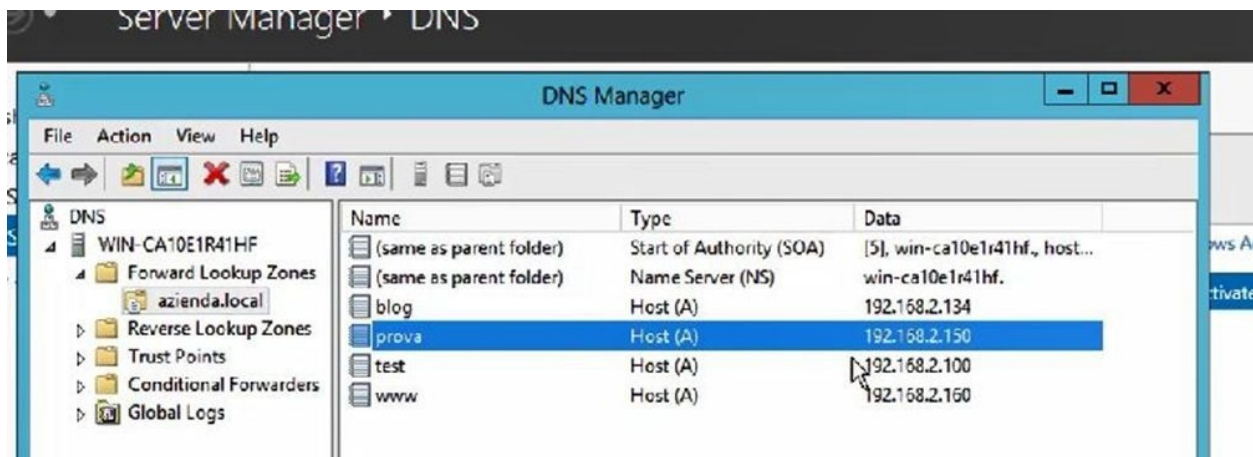 Server Manager • DNS
DNS Manager
File Action View Help
DNS
WIN-CA10E1R41HF
Forward Lookup Zones
azienda.local
Reverse Lookup Zones
Trust Points
Conditional Forwarders
Global Logs
Name Type Data
(same as parent folder) Start of Authority (SOA) [5], win-ca10e1r41hf., host...
(same as parent folder) Name Server (NS) win-ca10e1r41hf.
blog Host (A) 192.168.2.134
prova Host (A) 192.168.2.150
test Host (A) 192.168.2.100
www Host (A) 192.168.2.160